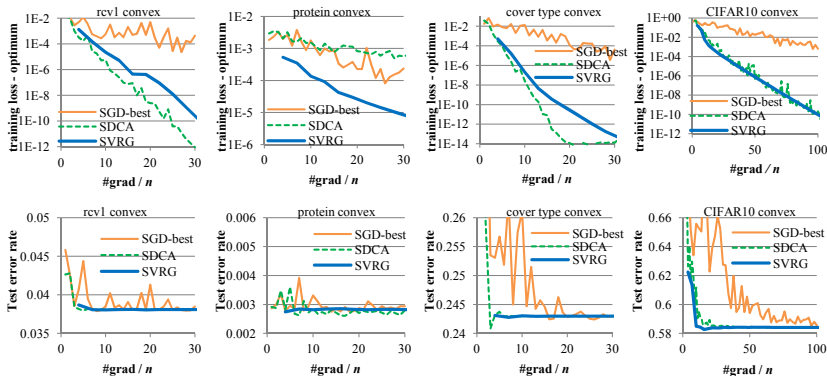 rcv1 convex
training loss - optimum
1E-2
1E-4
1E-6
1E-8
1E-10
1E-12
SGD-best
SDCA
SVRG
0 10 20 30
#grad / n
protein convex
training loss - optimum
1E-2
1E-3
1E-4
1E-5
1E-6
SGD-best
SDCA
SVRG
0 10 20 30
#grad / n
cover type convex
training loss - optimum
1E-2
1E-4
1E-6
1E-8
1E-10
1E-12
1E-14
SGD-best
SDCA
SVRG
0 10 20 30
#grad / n
CIFAR10 convex
training loss - optimum
1E+00
1E-02
1E-04
1E-06
1E-08
1E-10
1E-12
SGD-best
SDCA
SVRG
0 50 100
#grad / n
rcv1 convex
Test error rate
0.05
0.045
0.04
0.035
SGD-best
SDCA
SVRG
0 10 20 30
#grad / n
protein convex
Test error rate
0.006
0.005
0.004
0.003
0.002
SGD-best
SDCA
SVRG
0 10 20 30
#grad / n
cover type convex
Test error rate
0.26
0.255
0.25
0.245
0.24
SGD-best
SDCA
SVRG
0 10 20 30
#grad / n
CIFAR10 convex
Test error rate
0.66
0.64
0.62
0.6
0.58
SGD-best
SDCA
SVRG
0 50 100
#grad / n